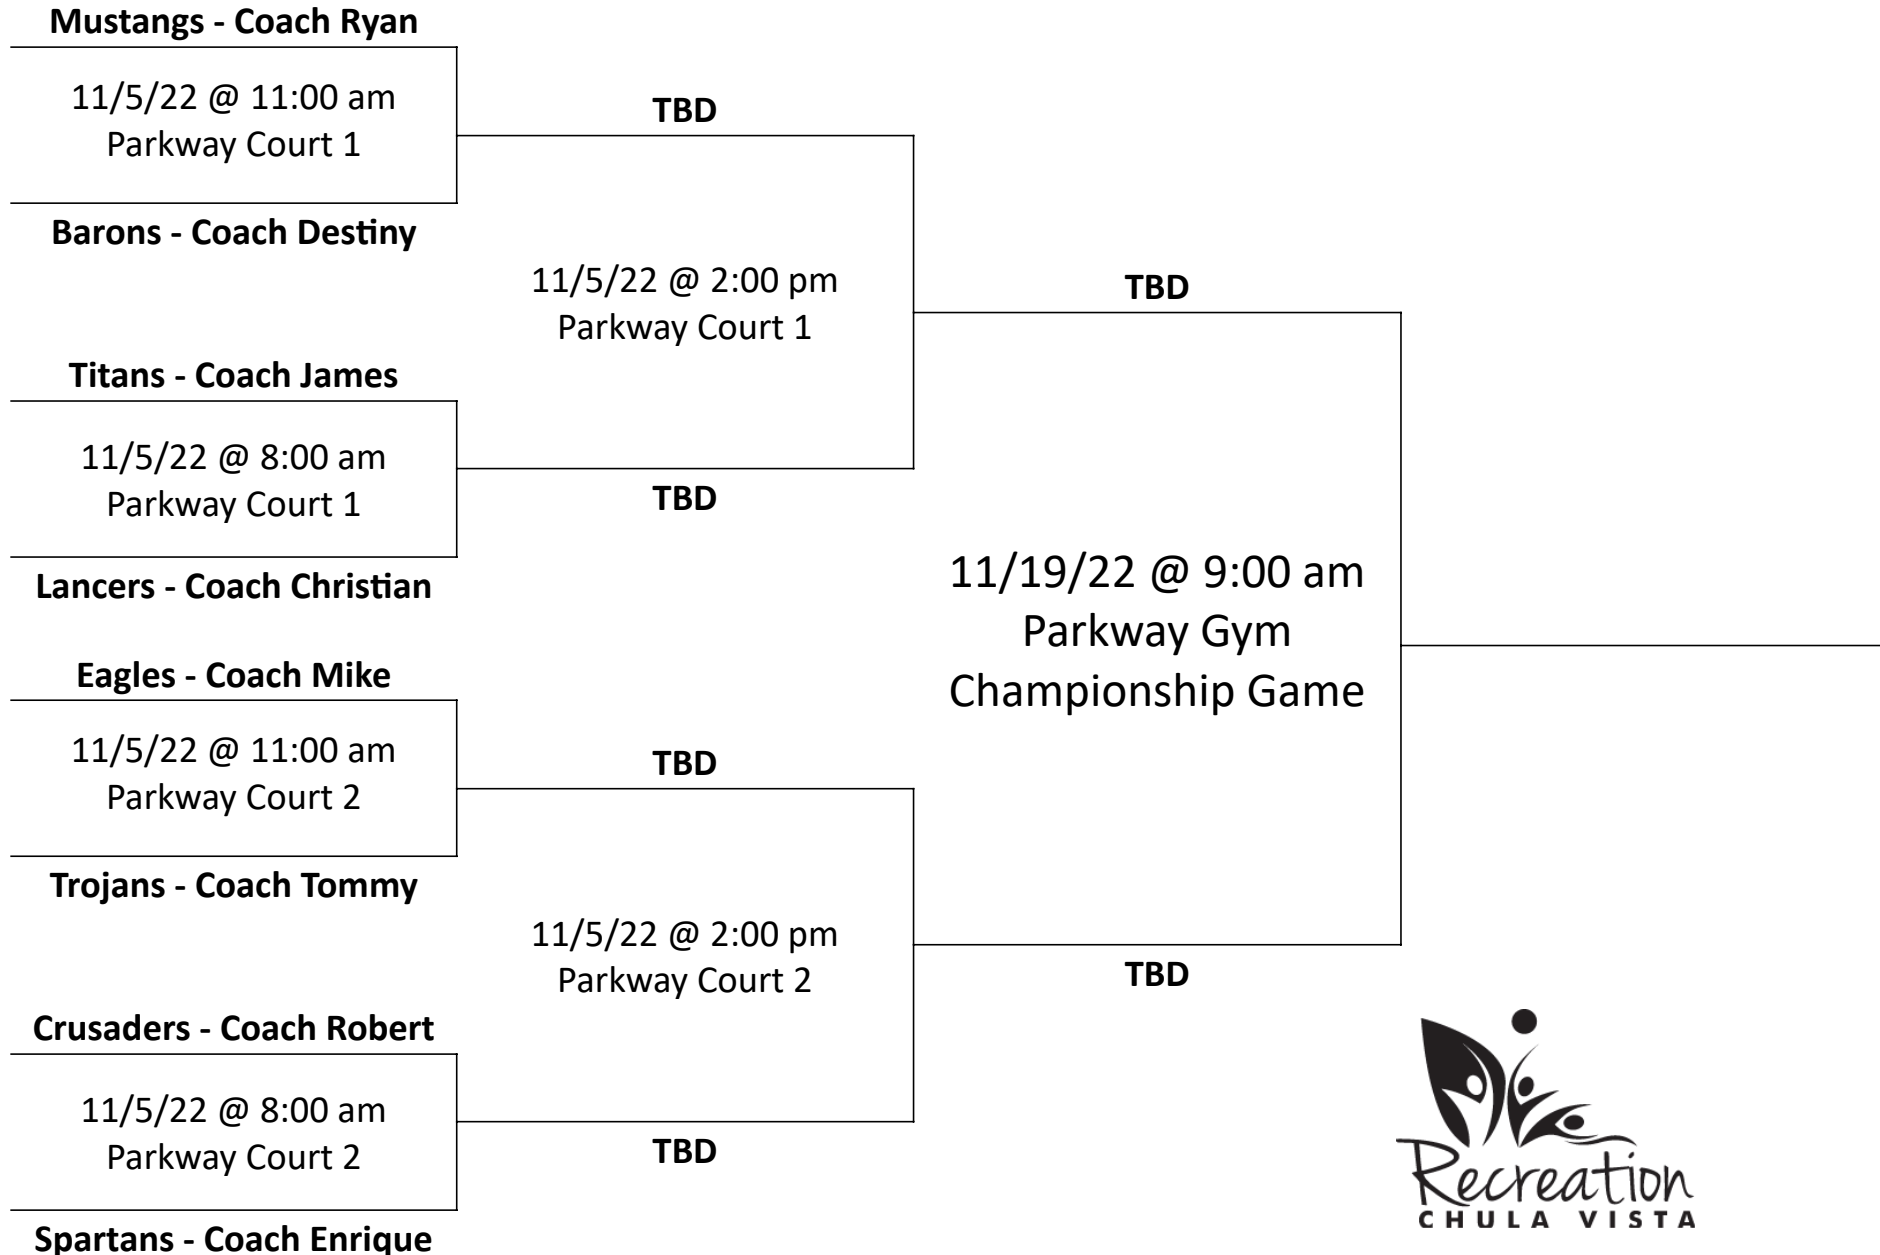 Mustangs - Coach Ryan
11/5/22 @ 11:00 am
Parkway Court 1
Barons - Coach Destiny
Titans - Coach James
11/5/22 @ 8:00 am
Parkway Court 1
Lancers - Coach Christian
Eagles - Coach Mike
11/5/22 @ 11:00 am
Parkway Court 2
Trojans - Coach Tommy
Crusaders - Coach Robert
11/5/22 @ 8:00 am
Parkway Court 2
Spartans - Coach Enrique
TBD
11/5/22 @ 2:00 pm
Parkway Court 1
TBD
TBD
11/5/22 @ 2:00 pm
Parkway Court 2
TBD
TBD
11/19/22 @ 9:00 am
Parkway Gym
Championship Game
TBD
Recreation
CHULA VISTA